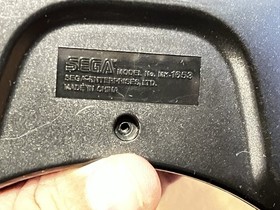 SEGA MODEL No. MK-1653
SEGA ENTERPRISES, LTD.
MADE IN CHINA